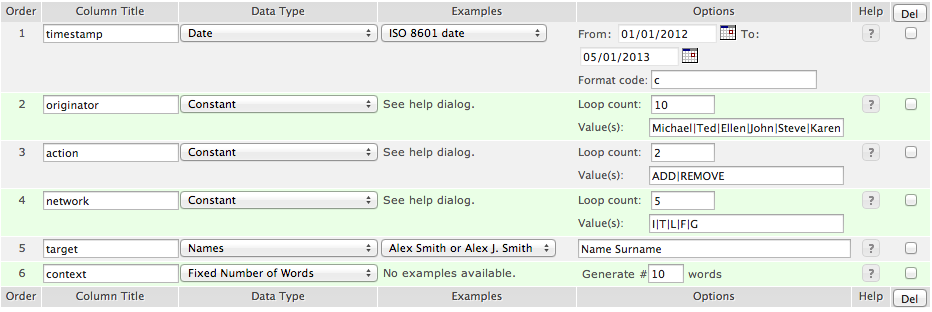 Order Column Title Data Type Examples Options Help Del
1 timestamp Date ISO 8601 date From: 01/01/2012 To: ?
05/01/2013
Format code: c
2 originator Constant See help dialog. Loop count: 10 ?
Value(s): Michael|Ted|Ellen|John|Steve|Karen
3 action Constant See help dialog. Loop count: 2 ?
Value(s): ADD|REMOVE
4 network Constant See help dialog. Loop count: 5 ?
Value(s): I|T|L|F|G
5 target Names Alex Smith or Alex J. Smith Name Surname ?
6 context Fixed Number of Words No examples available. Generate # 10 words ?
Order Column Title Data Type Examples Options Help Del